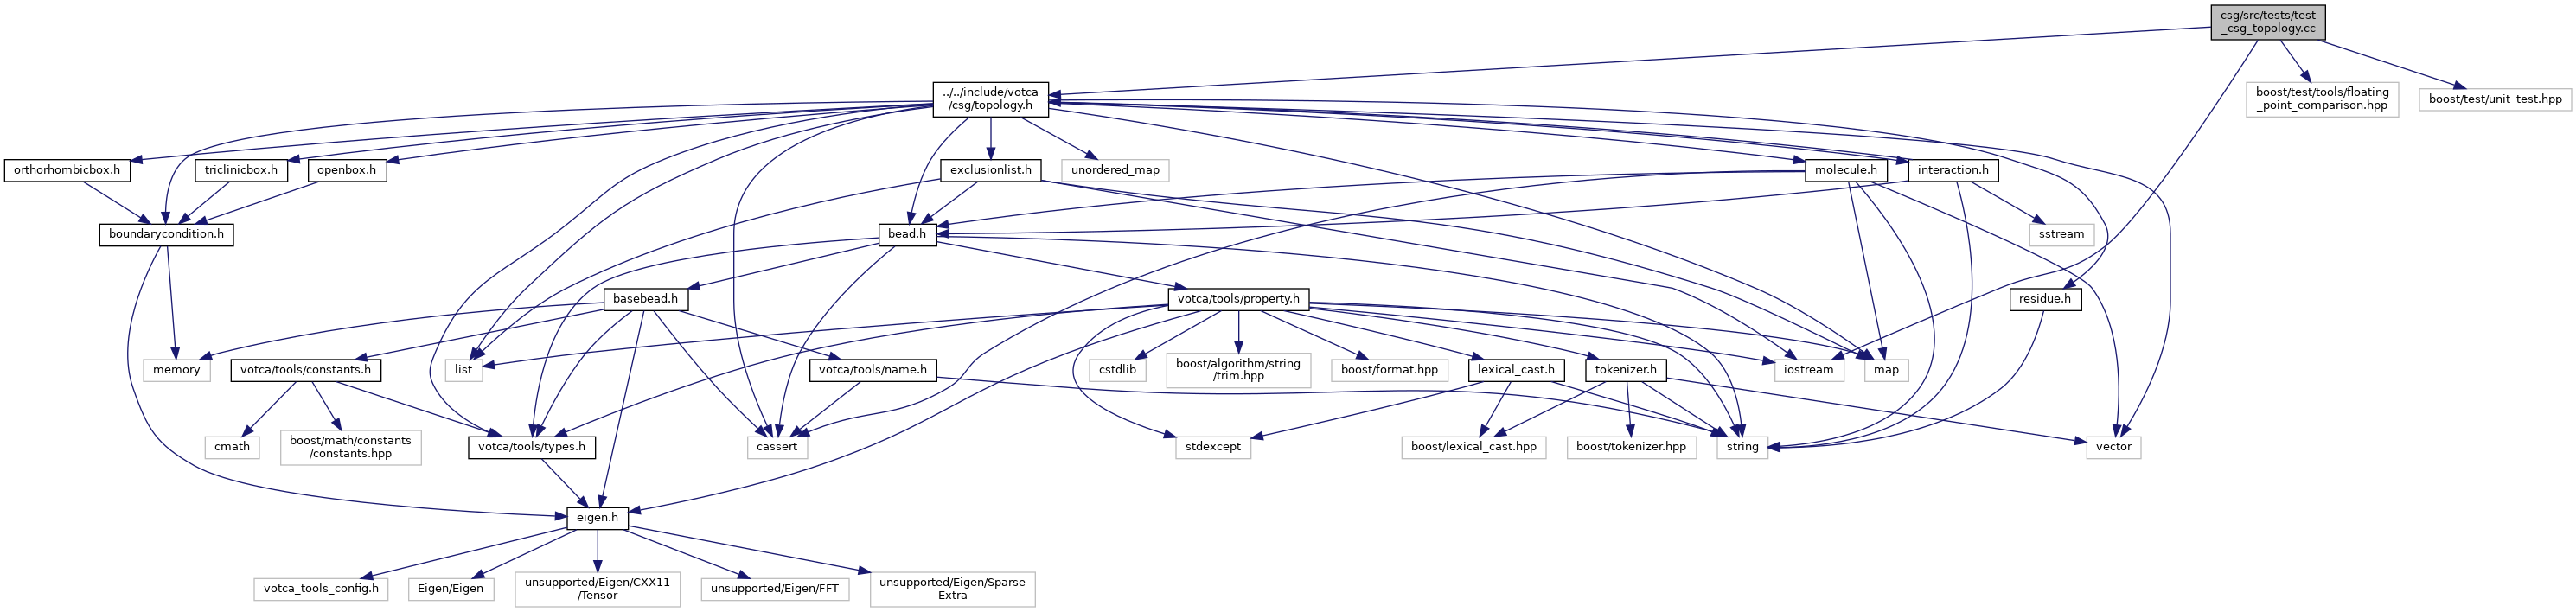 csg/src/tests/test
_csg_topology.cc
../../include/votca
/csg/topology.h
boost/test/tools/floating
_point_comparison.hpp
boost/test/unit_test.hpp
orthorhombicbox.h
triclinicbox.h
openbox.h
exclusionlist.h
unordered_map
molecule.h
interaction.h
boundarycondition.h
bead.h
sstream
basebead.h
votca/tools/property.h
residue.h
memory
votca/tools/constants.h
list
votca/tools/name.h
cstdlib
boost/algorithm/string
/trim.hpp
boost/format.hpp
lexical_cast.h
tokenizer.h
iostream
map
cmath
boost/math/constants
/constants.hpp
votca/tools/types.h
cassert
stdexcept
boost/lexical_cast.hpp
boost/tokenizer.hpp
string
vector
eigen.h
votca_tools_config.h
Eigen/Eigen
unsupported/Eigen/CXX11
/Tensor
unsupported/Eigen/FFT
unsupported/Eigen/Sparse
Extra